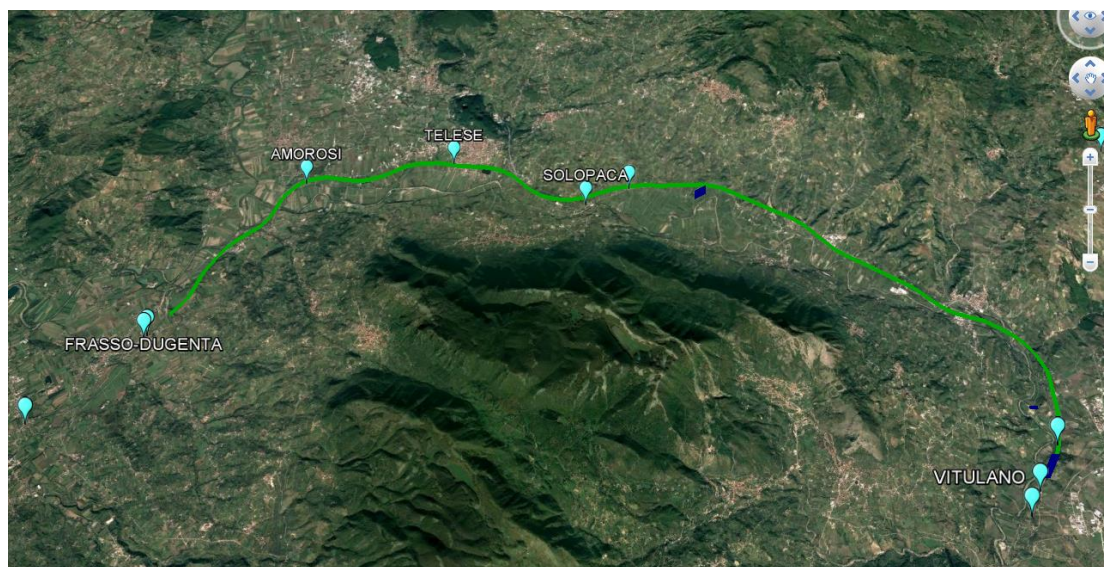 TELESE
AMOROSI
SOLOPACA
FRASSO-DUGENTA
VITULANO